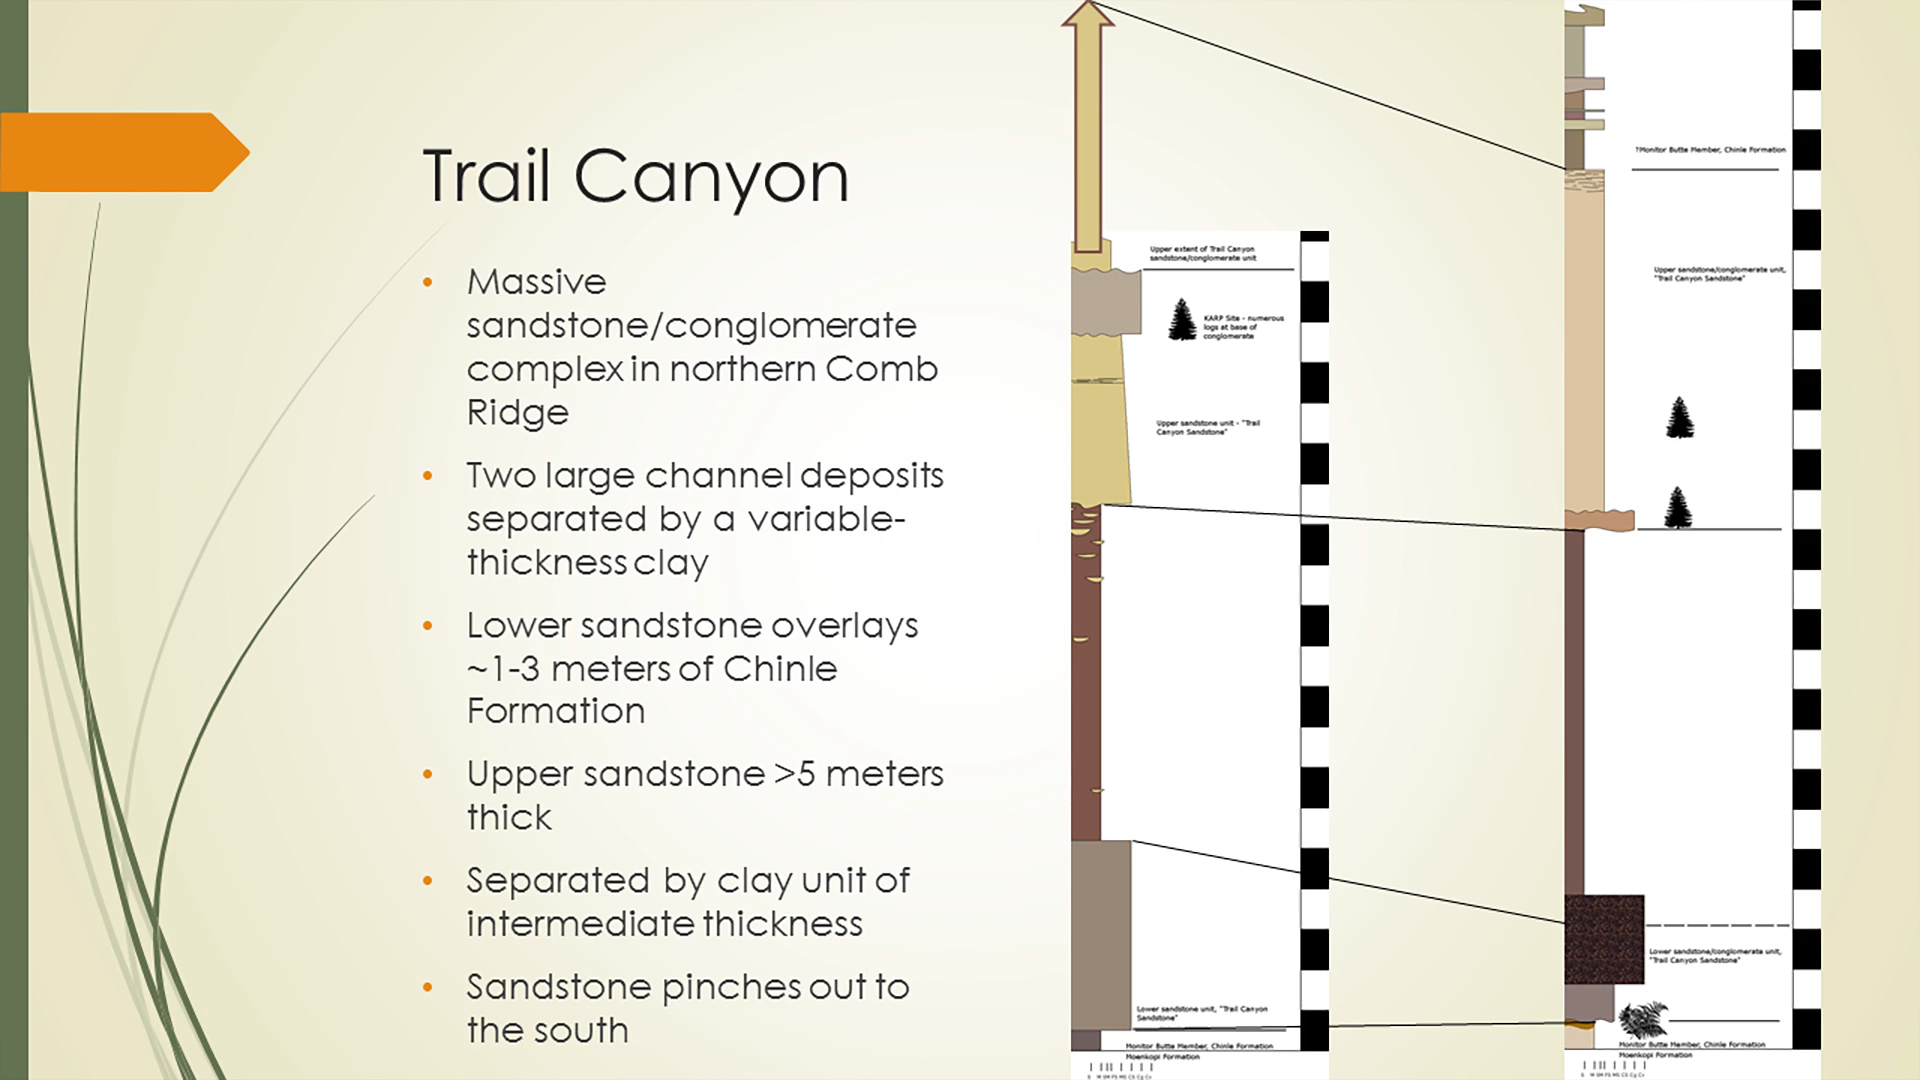 Trail Canyon
• Massive
sandstone/conglomerate
complex in northern Comb
Ridge
• Two large channel deposits
separated by a variable-
thickness clay
• Lower sandstone overlays
~1-3 meters of Chinle
Formation
• Upper sandstone >5 meters
thick
• Separated by clay unit of
intermediate thickness
• Sandstone pinches out to
the south
Upper extent of Trail Canyon
sandstone/conglomerate unit
KARP Site - numerous
logs at base of
conglomerate
Upper sandstone unit - "Trail
Canyon Sandstone"
Lower sandstone unit, "Trail Canyon
Sandstone"
Monitor Butte Member, Chinle Formation
Moenkopi Formation
?Monitor Butte Member, Chinle Formation
Upper sandstone/conglomerate unit,
"Trail Canyon Sandstone"
Lower sandstone/conglomerate unit,
"Trail Canyon Sandstone"
Monitor Butte Member, Chinle Formation
Moenkopi Formation